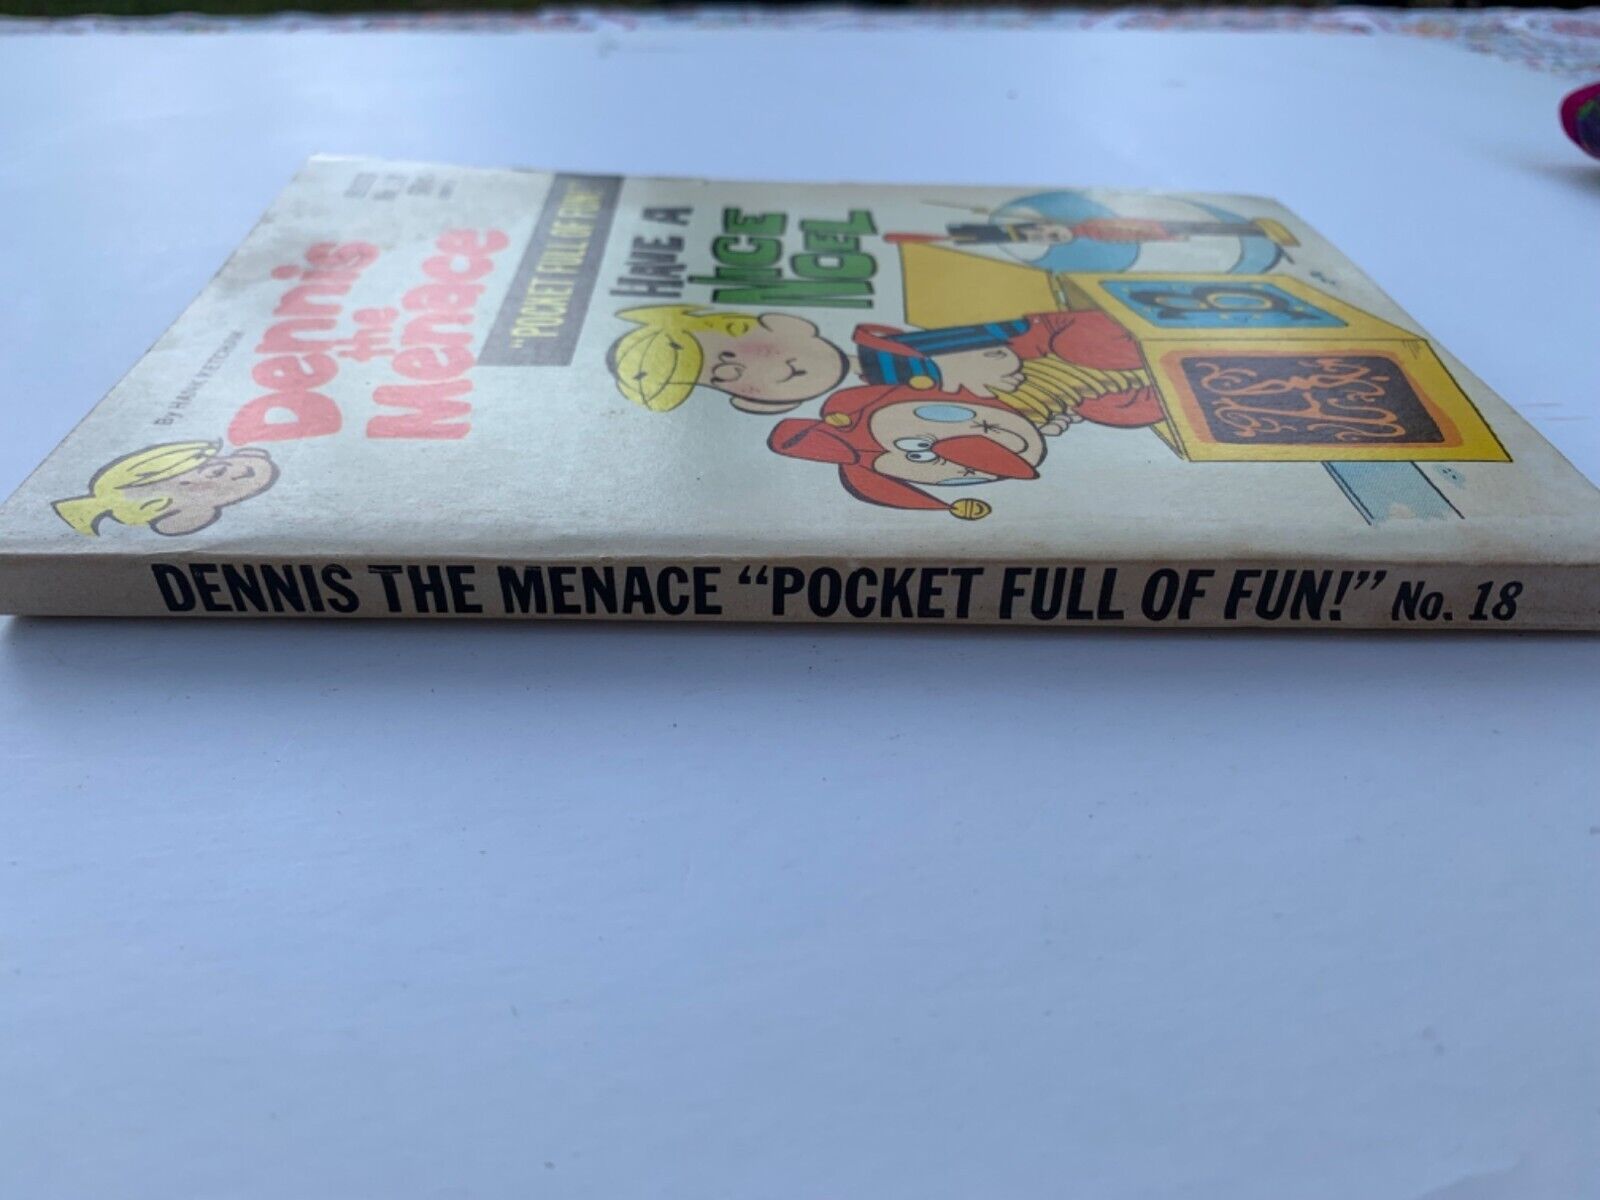 By HANK KETCHAM
Dennis
the
Menace
"POCKET FULL OF FUN!"
HAVE A
NICE
NOEL
B
DENNIS THE MENACE “POCKET FULL OF FUN!” No. 18